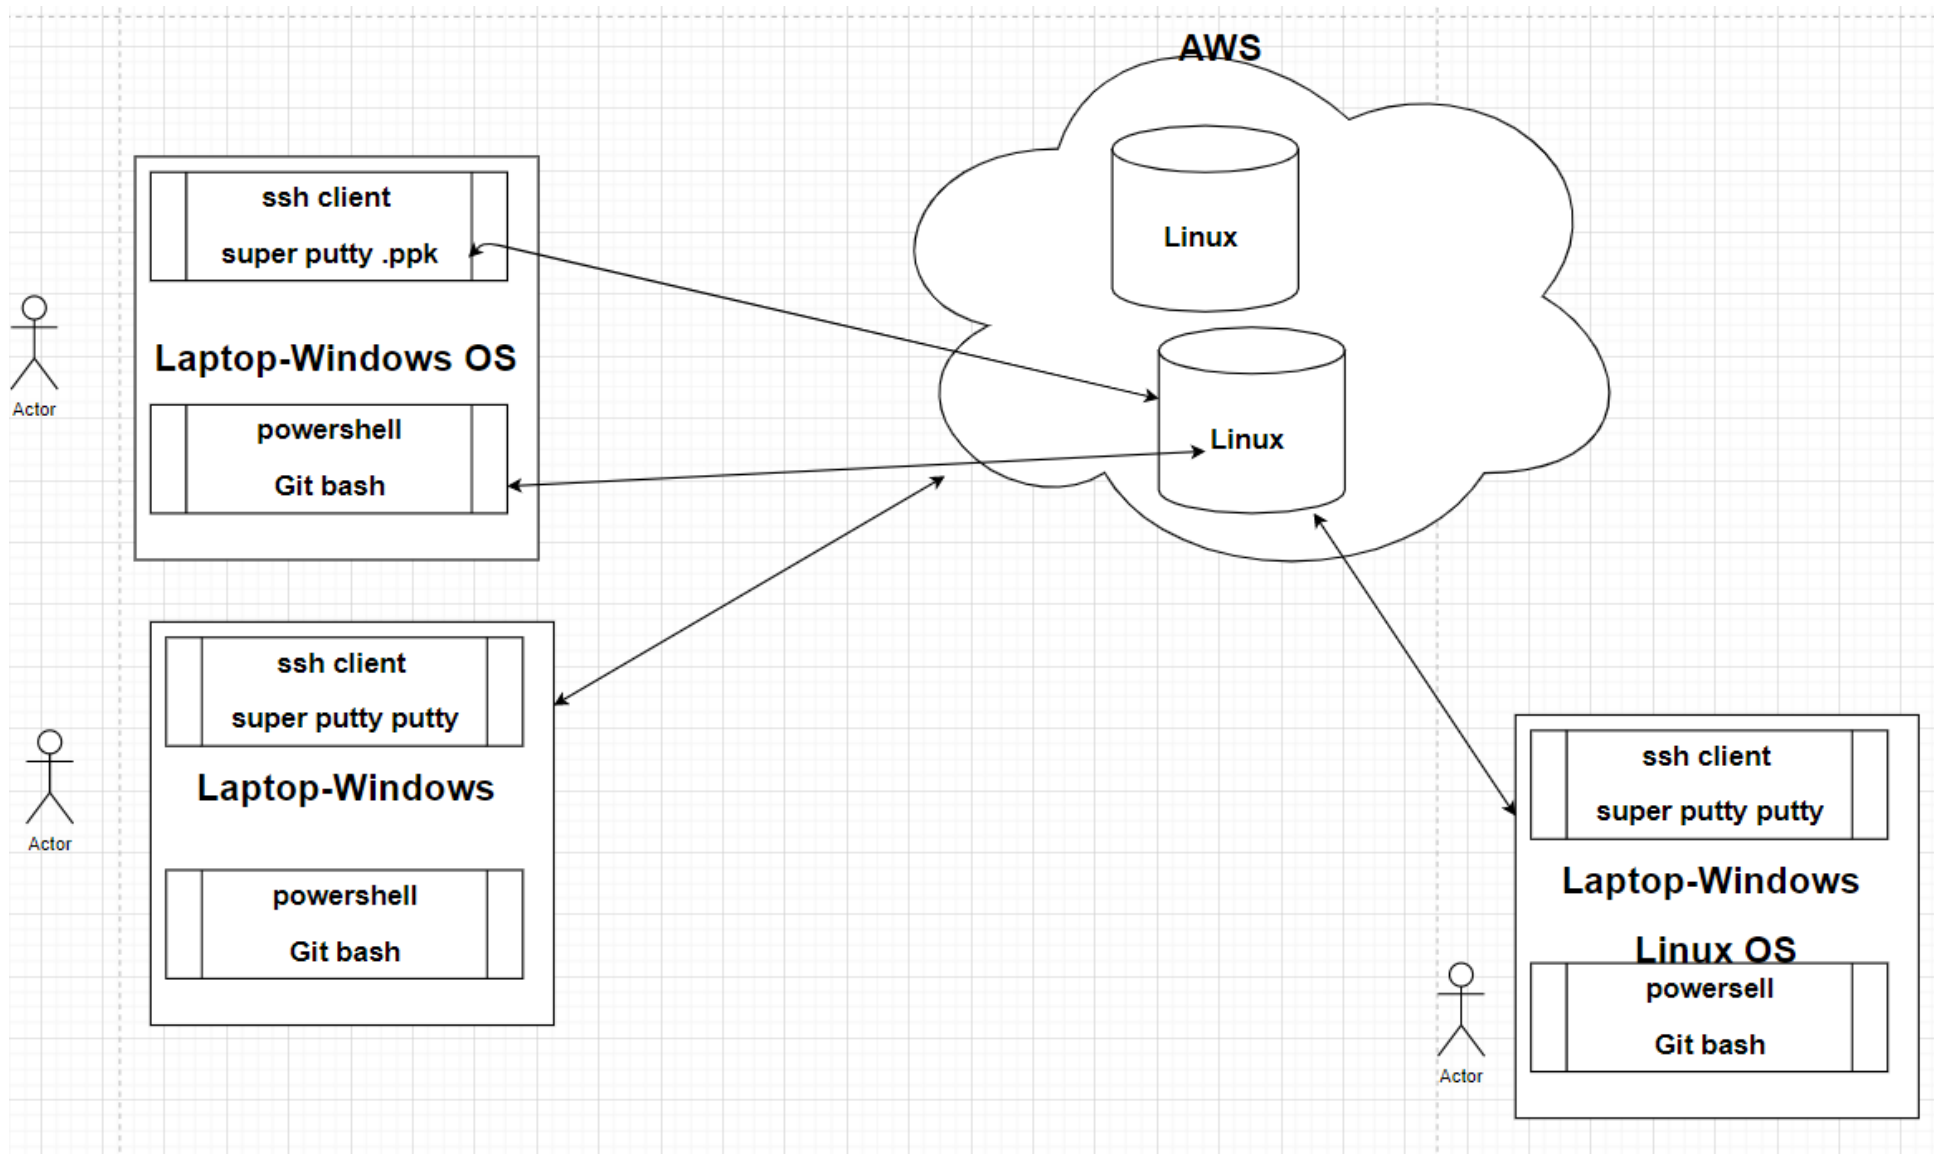 AWS
ssh client
super putty .ppk
Laptop-Windows OS
powershell
Git bash
Actor
Linux
Linux
ssh client
super putty putty
Laptop-Windows
powershell
Git bash
Actor
ssh client
super putty putty
Laptop-Windows
Linux OS
powersell
Git bash
Actor